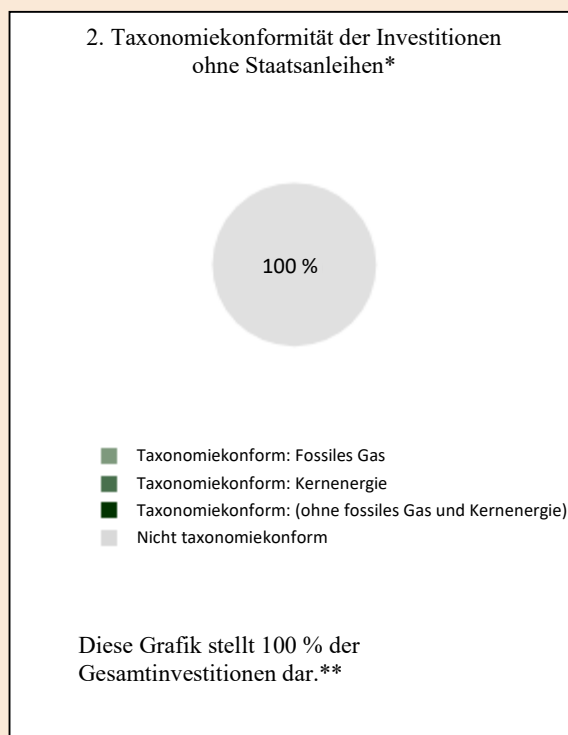 2. Taxonomiekonformität der Investitionen
ohne Staatsanleihen*
100 %
Taxonomiekonform: Fossiles Gas
Taxonomiekonform: Kernenergie
Taxonomiekonform: (ohne fossiles Gas und Kernenergie)
Nicht taxonomiekonform
Diese Grafik stellt 100 % der
Gesamtinvestitionen dar.**